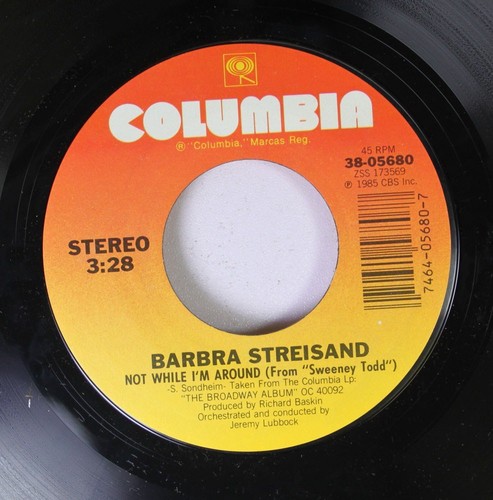 COLUMBIA
® "Columbia," Marcas Reg.
45 RPM
38-05680
ZSS 173569
℗ 1985 CBS Inc.
STEREO
3:28
7464-05680-7
BARBRA STREISAND
NOT WHILE I'M AROUND (From "Sweeney Todd")
-S. Sondheim- Taken From The Columbia Lp:
"THE BROADWAY ALBUM" OC 40092
Produced by Richard Baskin
Orchestrated and conducted by
Jeremy Lubbock